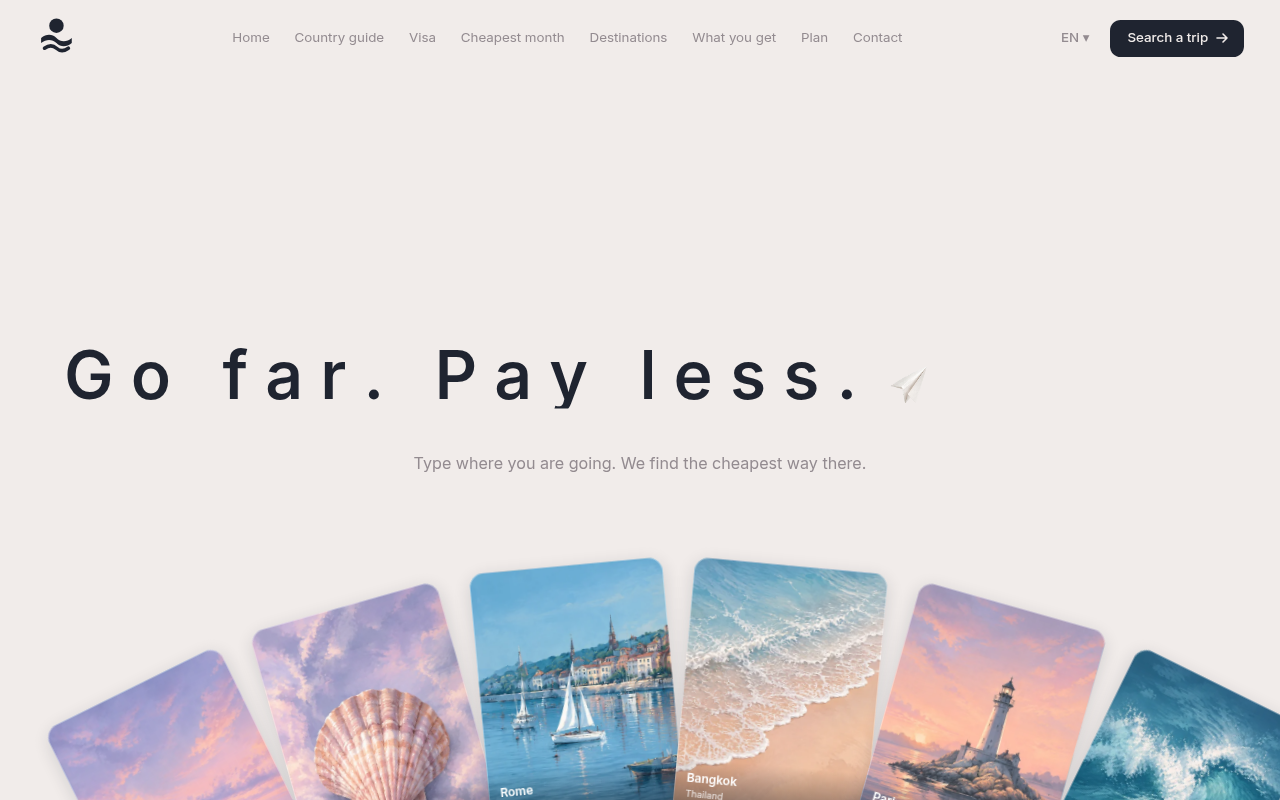 Home Country guide Visa Cheapest month Destinations What you get Plan Contact EN ▾ Search a trip →
Go far. Pay less.
Type where you are going. We find the cheapest way there.
Rome
Bangkok
Thailand